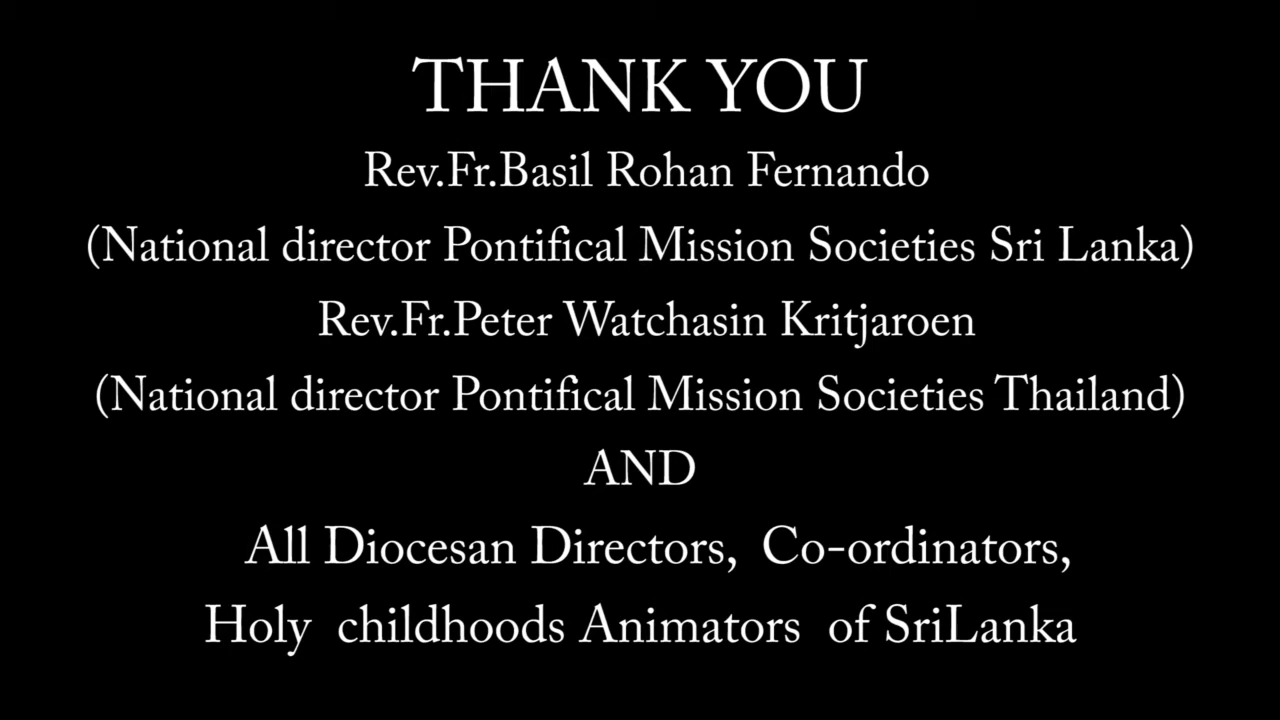 THANK YOU
Rev.Fr.Basil Rohan Fernando
(National director Pontifical Mission Societies Sri Lanka)
Rev.Fr.Peter Watchasin Kritjaroen
(National director Pontifical Mission Societies Thailand)
AND
All Diocesan Directors,  Co-ordinators,
Holy  childhoods Animators  of SriLanka